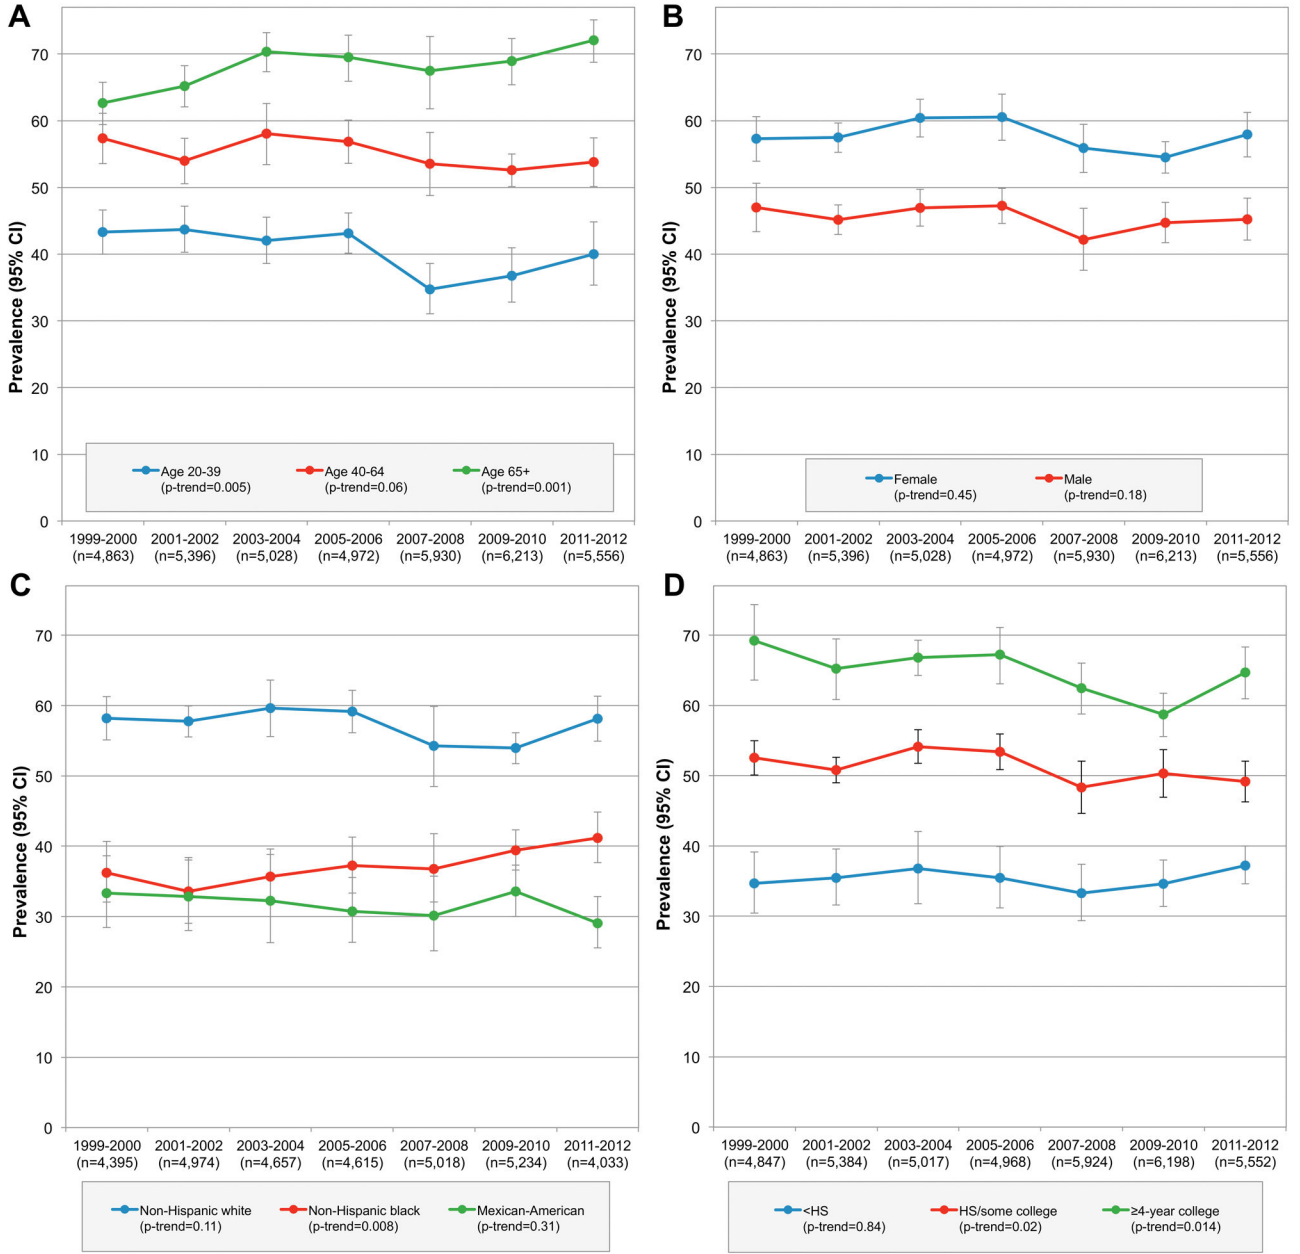 A
Prevalence (95% CI)
70
60
50
40
30
20
10
0
Age 20-39
(p-trend=0.005)
Age 40-64
(p-trend=0.06)
Age 65+
(p-trend=0.001)
1999-2000
(n=4,863)
2001-2002
(n=5,396)
2003-2004
(n=5,028)
2005-2006
(n=4,972)
2007-2008
(n=5,930)
2009-2010
(n=6,213)
2011-2012
(n=5,556)
B
Prevalence (95% CI)
70
60
50
40
30
20
10
0
Female
(p-trend=0.45)
Male
(p-trend=0.18)
1999-2000
(n=4,863)
2001-2002
(n=5,396)
2003-2004
(n=5,028)
2005-2006
(n=4,972)
2007-2008
(n=5,930)
2009-2010
(n=6,213)
2011-2012
(n=5,556)
C
Prevalence (95% CI)
70
60
50
40
30
20
10
0
1999-2000
(n=4,395)
2001-2002
(n=4,974)
2003-2004
(n=4,657)
2005-2006
(n=4,615)
2007-2008
(n=5,018)
2009-2010
(n=5,234)
2011-2012
(n=4,033)
Non-Hispanic white
(p-trend=0.11)
Non-Hispanic black
(p-trend=0.008)
Mexican-American
(p-trend=0.31)
D
Prevalence (95% CI)
70
60
50
40
30
20
10
0
1999-2000
(n=4,847)
2001-2002
(n=5,384)
2003-2004
(n=5,017)
2005-2006
(n=4,968)
2007-2008
(n=5,924)
2009-2010
(n=6,198)
2011-2012
(n=5,552)
<HS
(p-trend=0.84)
HS/some college
(p-trend=0.02)
≥4-year college
(p-trend=0.014)